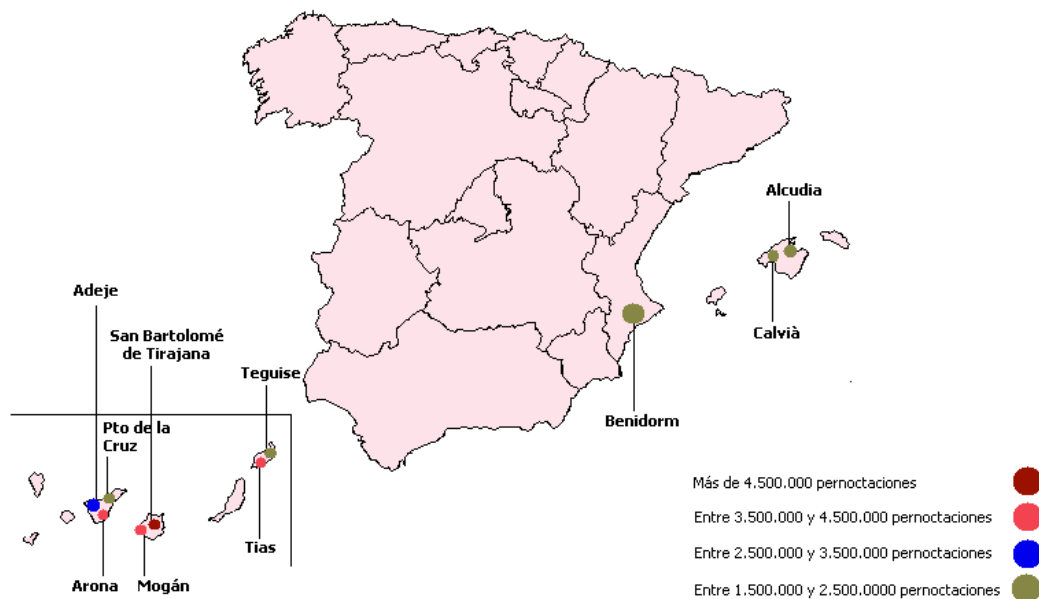 Alcudia
Adeje
San Bartolomé
de Tirajana
Calvià
Teguise
Benidorm
Pto de la
Cruz
Más de 4.500.000 pernoctaciones
Entre 3.500.000 y 4.500.000 pernoctaciones
Tias
Entre 2.500.000 y 3.500.000 pernoctaciones
Arona
Mogán
Entre 1.500.000 y 2.500.0000 pernoctaciones